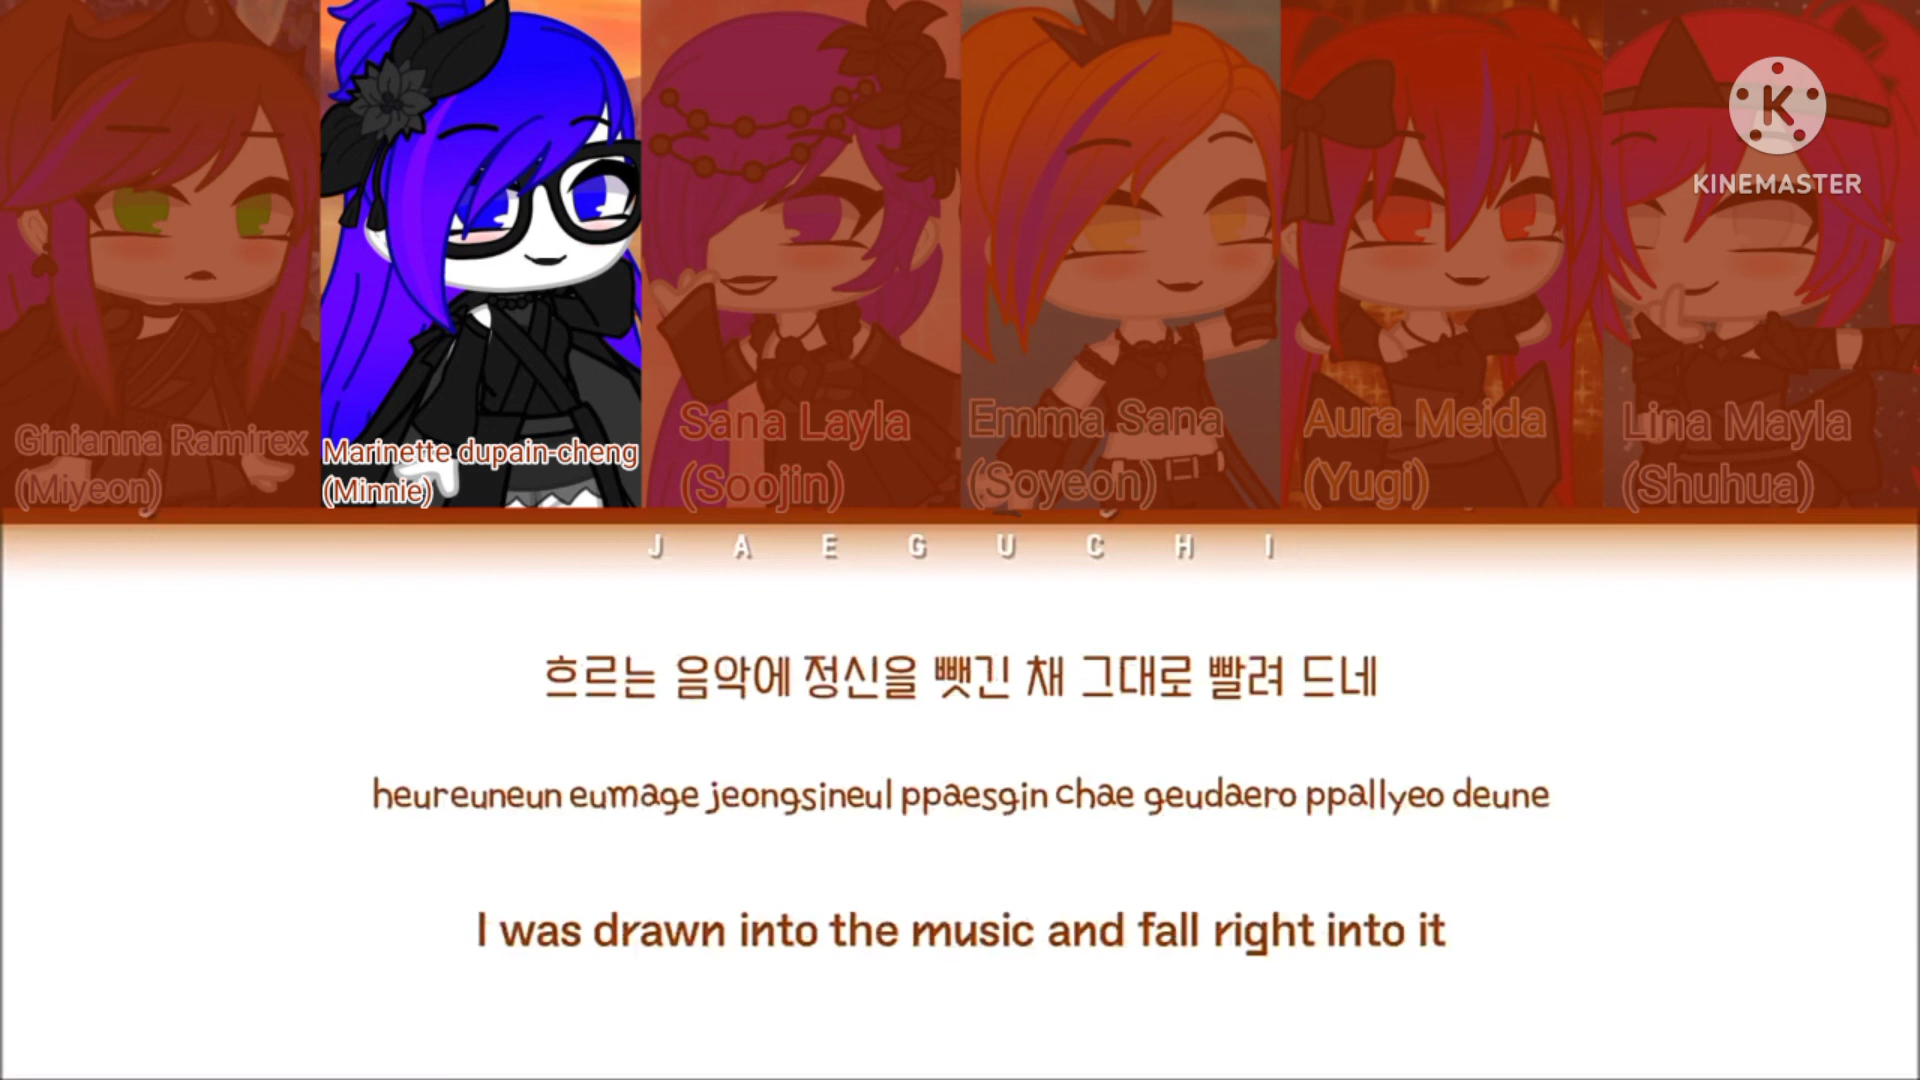 KINEMASTER
Ginianna Ramirex
(Miyeon)
Marinette dupain-cheng
(Minnie)
Sana Layla
(Soojin)
Emma Sana
(Soyeon)
Aura Meida
(Yugi)
Lina Mayla
(Shuhua)
J A E G U C H I
흐르는 음악에 정신을 뺏긴 채 그대로 빨려 드네
heureuneun eumage jeongsineul ppaesgin chae geudaero ppallyeo deune
I was drawn into the music and fall right into it